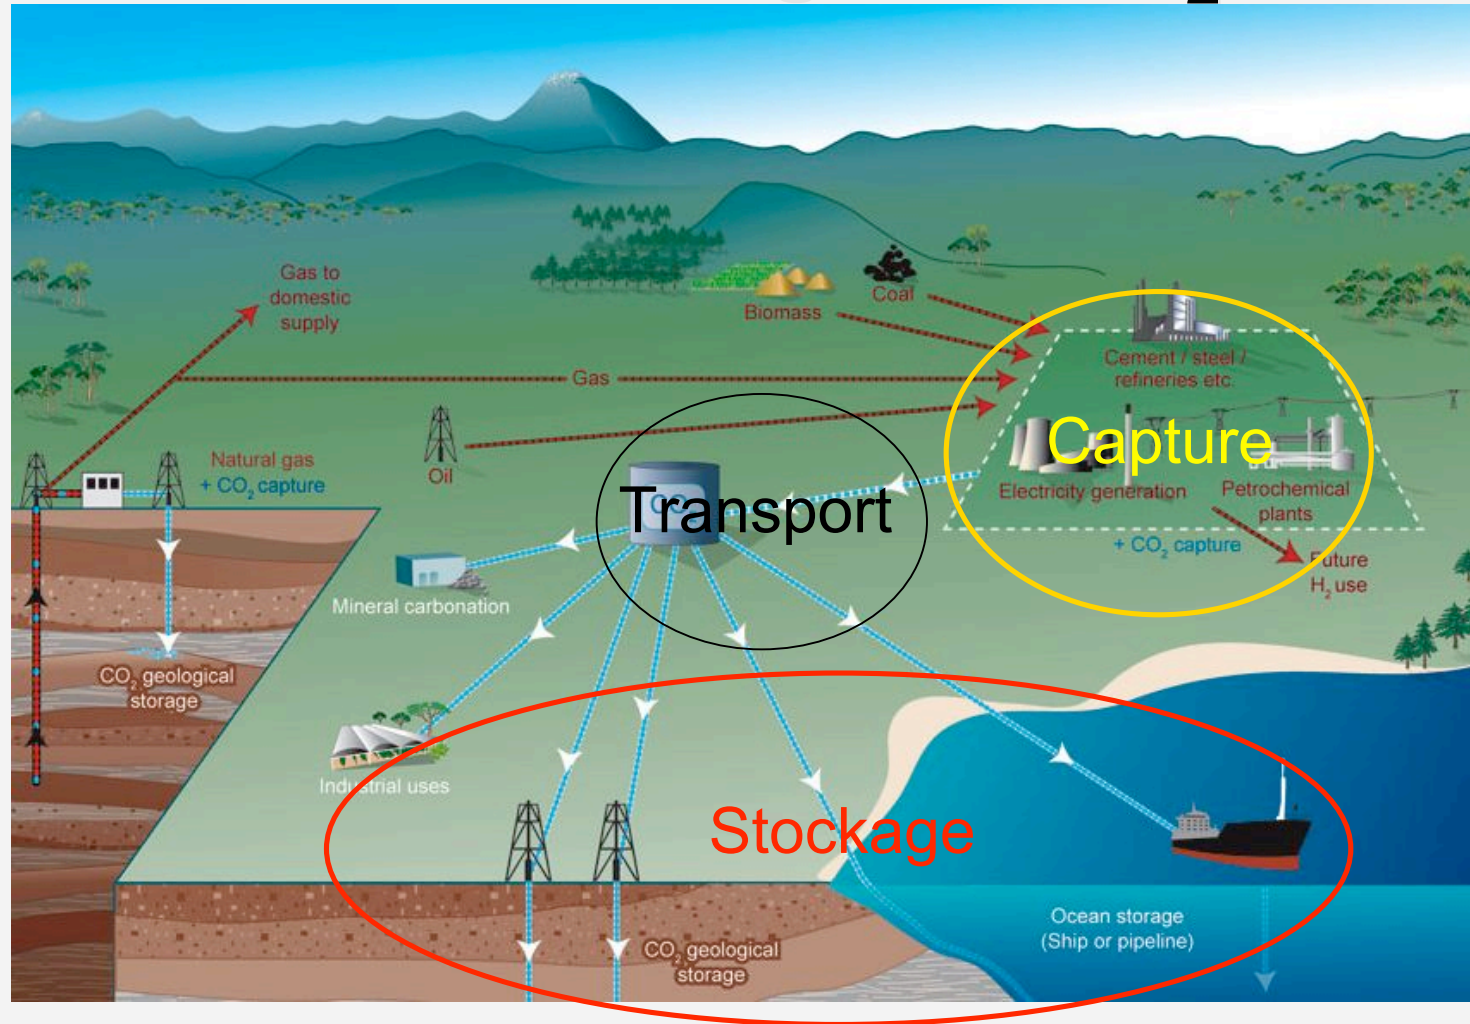 Gas to
domestic
supply
Coal
Biomass
Cement / steel /
refineries etc.
Gas
Capture
Oil
Natural gas
+ CO₂ capture
Electricity generation
Petrochemical
plants
Transport
CO
+ CO₂ capture
Future
H₂ use
Mineral carbonation
CO₂ geological
storage
Industrial uses
Stockage
Ocean storage
(Ship or pipeline)
CO₂ geological
storage